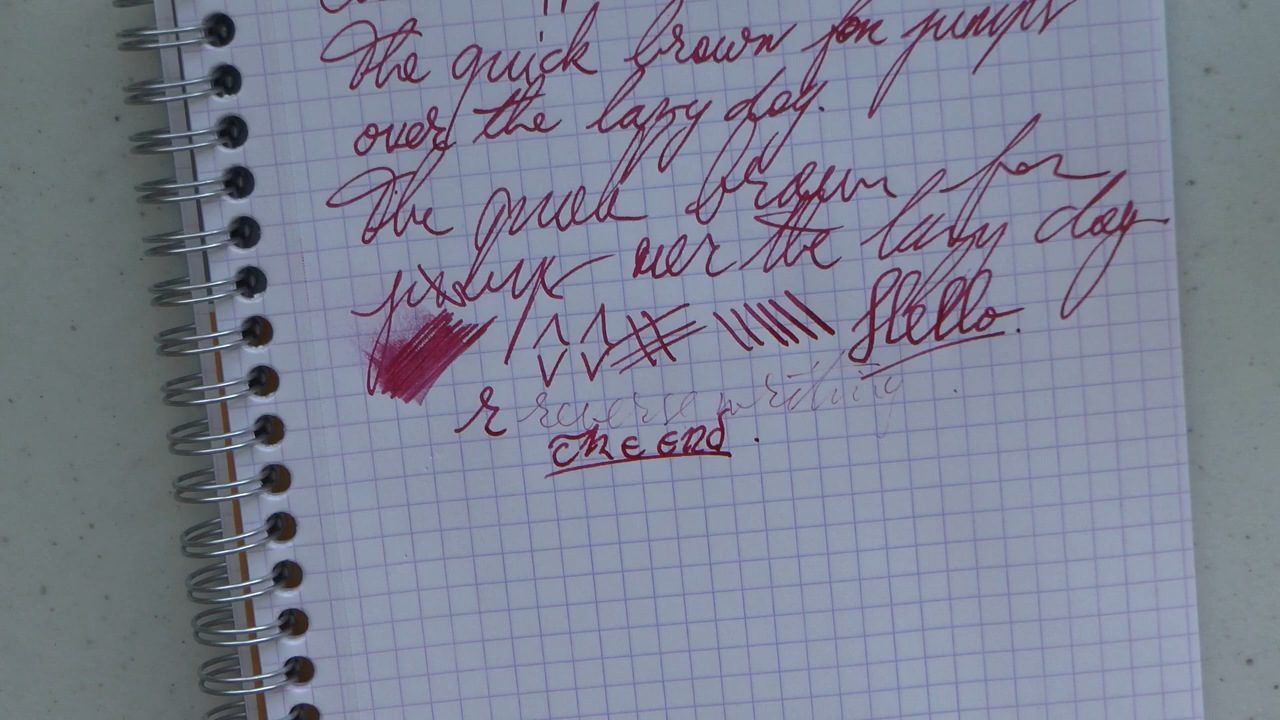 The quick brown fox jumps
over the lazy dog.
The quick brown fox
jumps over the lazy dog
Hello.
R reverse writing
the end.